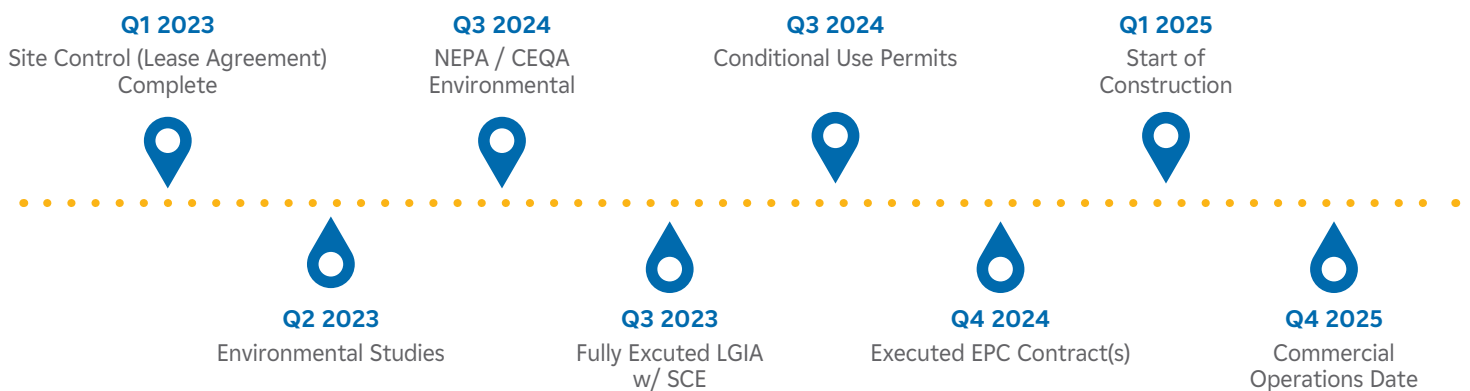 Q1 2023
Site Control (Lease Agreement)
Complete
Q3 2024
NEPA / CEQA
Environmental
Q3 2024
Conditional Use Permits
Q1 2025
Start of
Construction
Q2 2023
Environmental Studies
Q3 2023
Fully Excuted LGIA
w/ SCE
Q4 2024
Executed EPC Contract(s)
Q4 2025
Commercial
Operations Date